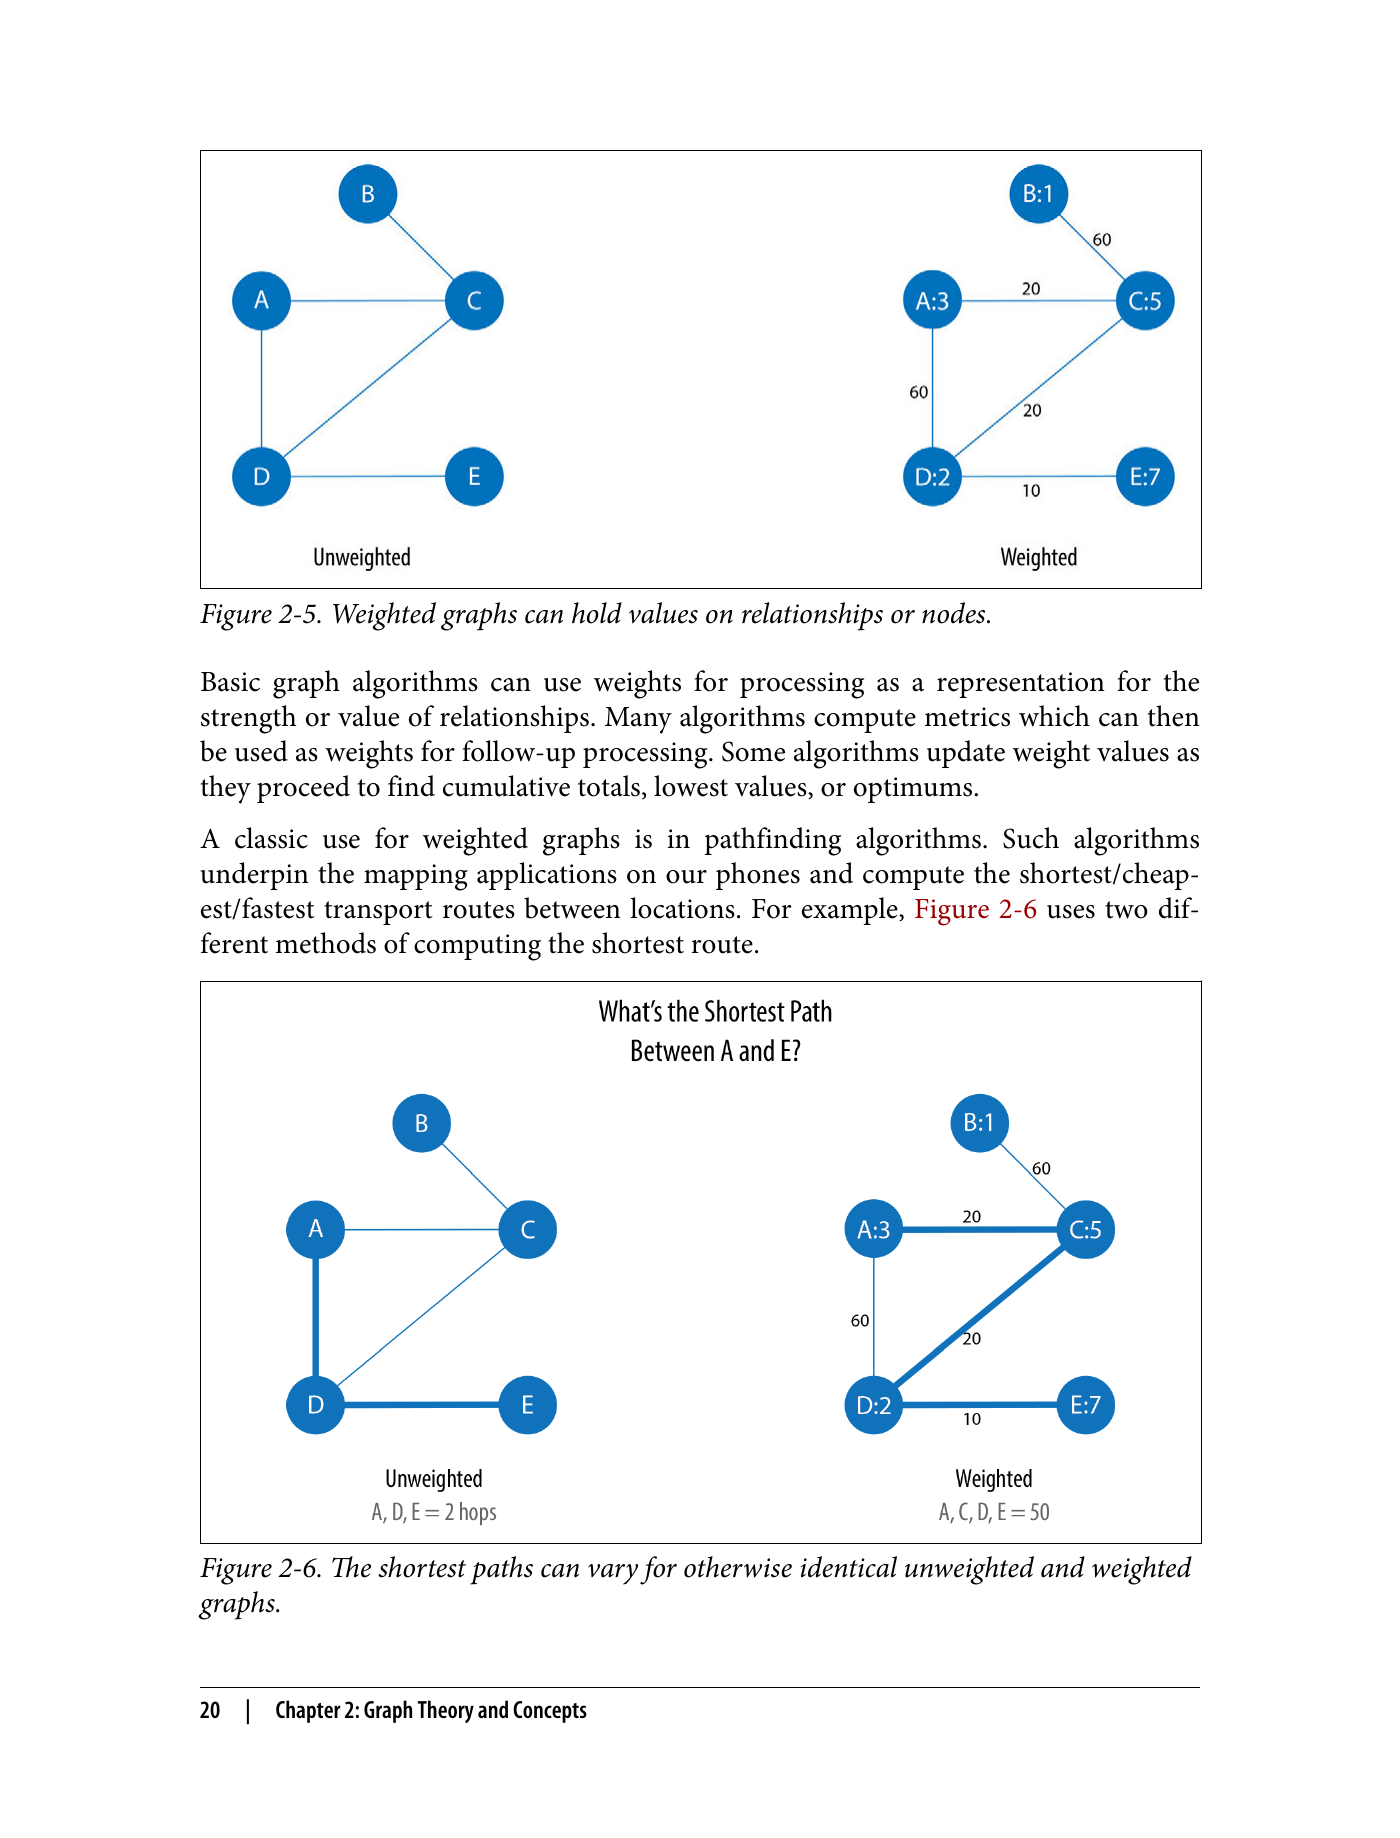 B
A
C
D
E
Unweighted
B:1
60
A:3
20
C:5
60
20
D:2
10
E:7
Weighted
Figure 2-5. Weighted graphs can hold values on relationships or nodes.
Basic graph algorithms can use weights for processing as a representation for the
strength or value of relationships. Many algorithms compute metrics which can then
be used as weights for follow-up processing. Some algorithms update weight values as
they proceed to find cumulative totals, lowest values, or optimums.
A classic use for weighted graphs is in pathfinding algorithms. Such algorithms
underpin the mapping applications on our phones and compute the shortest/cheap-
est/fastest transport routes between locations. For example, Figure 2-6 uses two dif-
ferent methods of computing the shortest route.
What’s the Shortest Path
Between A and E?
B
A
C
D
E
Unweighted
A, D, E = 2 hops
B:1
60
A:3
20
C:5
60
20
D:2
10
E:7
Weighted
A, C, D, E = 50
Figure 2-6. The shortest paths can vary for otherwise identical unweighted and weighted
graphs.
20 | Chapter 2: Graph Theory and Concepts